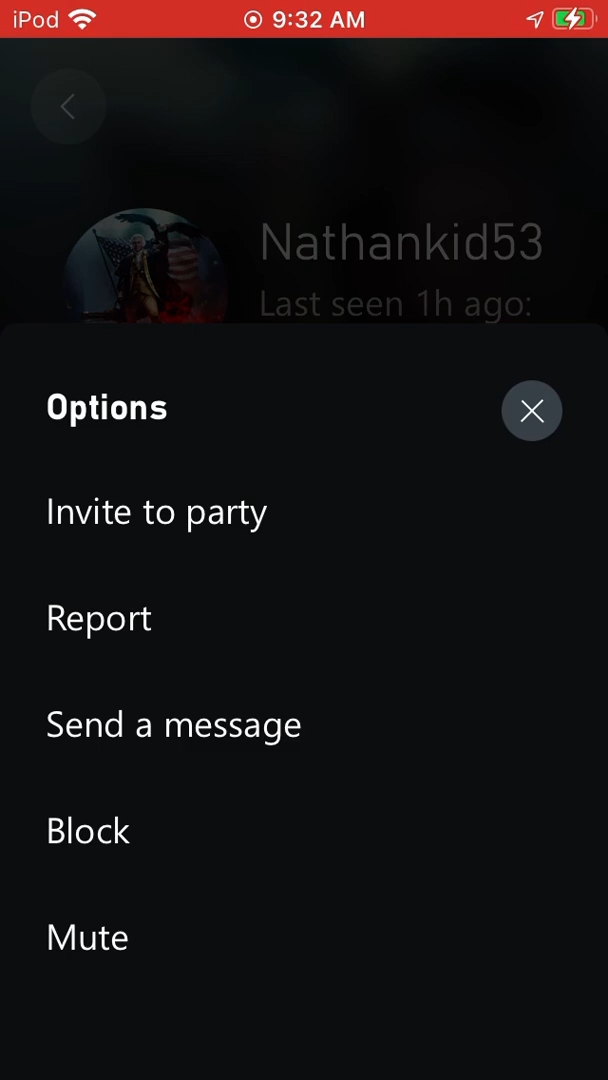 iPod 9:32 AM
Nathankid53
Last seen 1h ago:
Options
Invite to party
Report
Send a message
Block
Mute